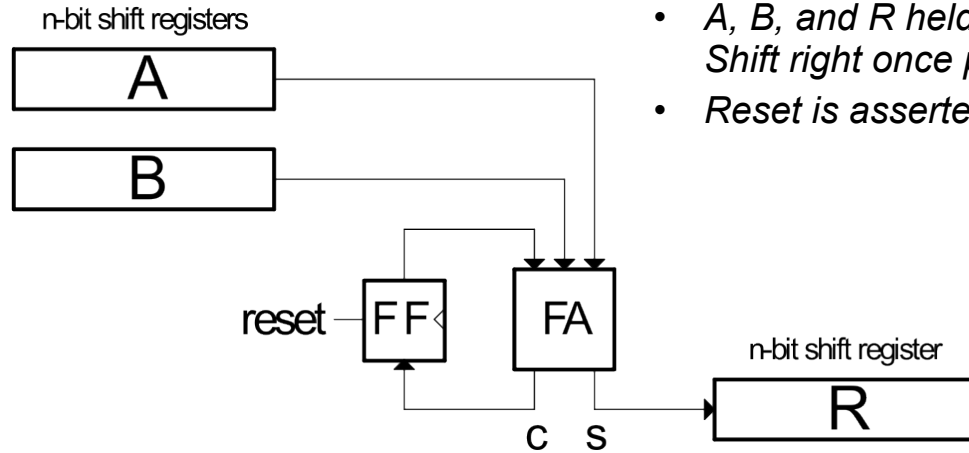 n-bit shift registers
A
B
• A, B, and R held
Shift right once
• Reset is asserte
reset
FF
FA
c s
n-bit shift register
R